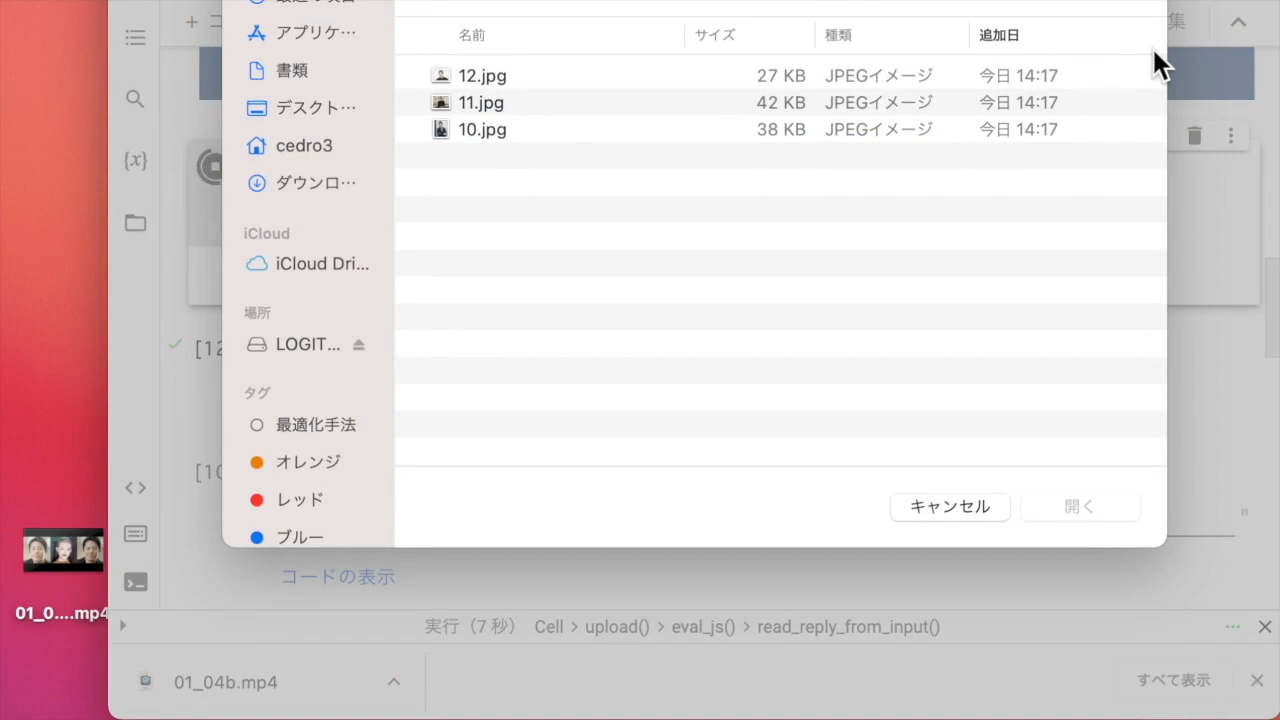 名前 サイズ 種類 追加日
アプリケ…
12.jpg 27 KB JPEGイメージ 今日 14:17
書類
11.jpg 42 KB JPEGイメージ 今日 14:17
デスクト…
10.jpg 38 KB JPEGイメージ 今日 14:17
cedro3
{x}
ダウンロ…
iCloud
iCloud Dri...
場所
LOGIT...
[12
タグ
最適化手法
オレンジ
[10
レッド
キャンセル 開く
ブルー
コードの表示
01_0....mp4
実行（7 秒） Cell > upload() > eval_js() > read_reply_from_input()
01_04b.mp4
すべて表示